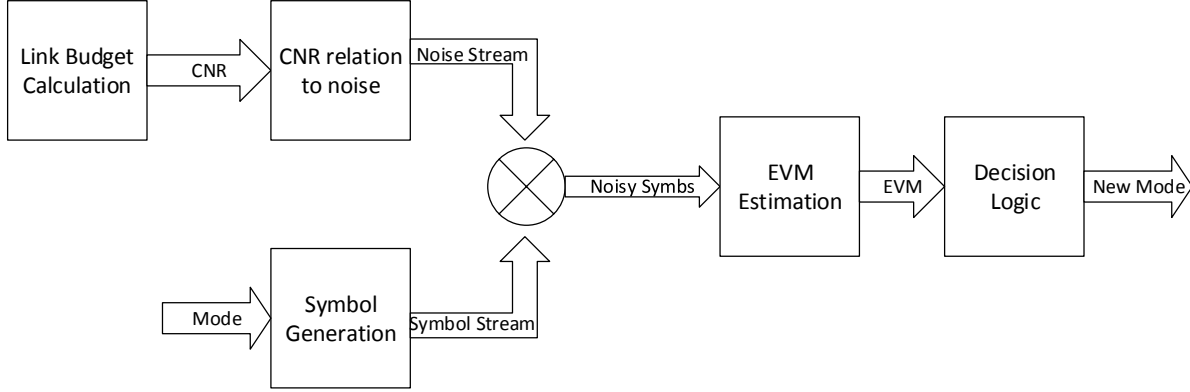 Link Budget
Calculation
CNR
CNR relation
to noise
Noise Stream
Noisy Symbs
EVM
Estimation
EVM
Decision
Logic
New Mode
Mode
Symbol
Generation
Symbol Stream